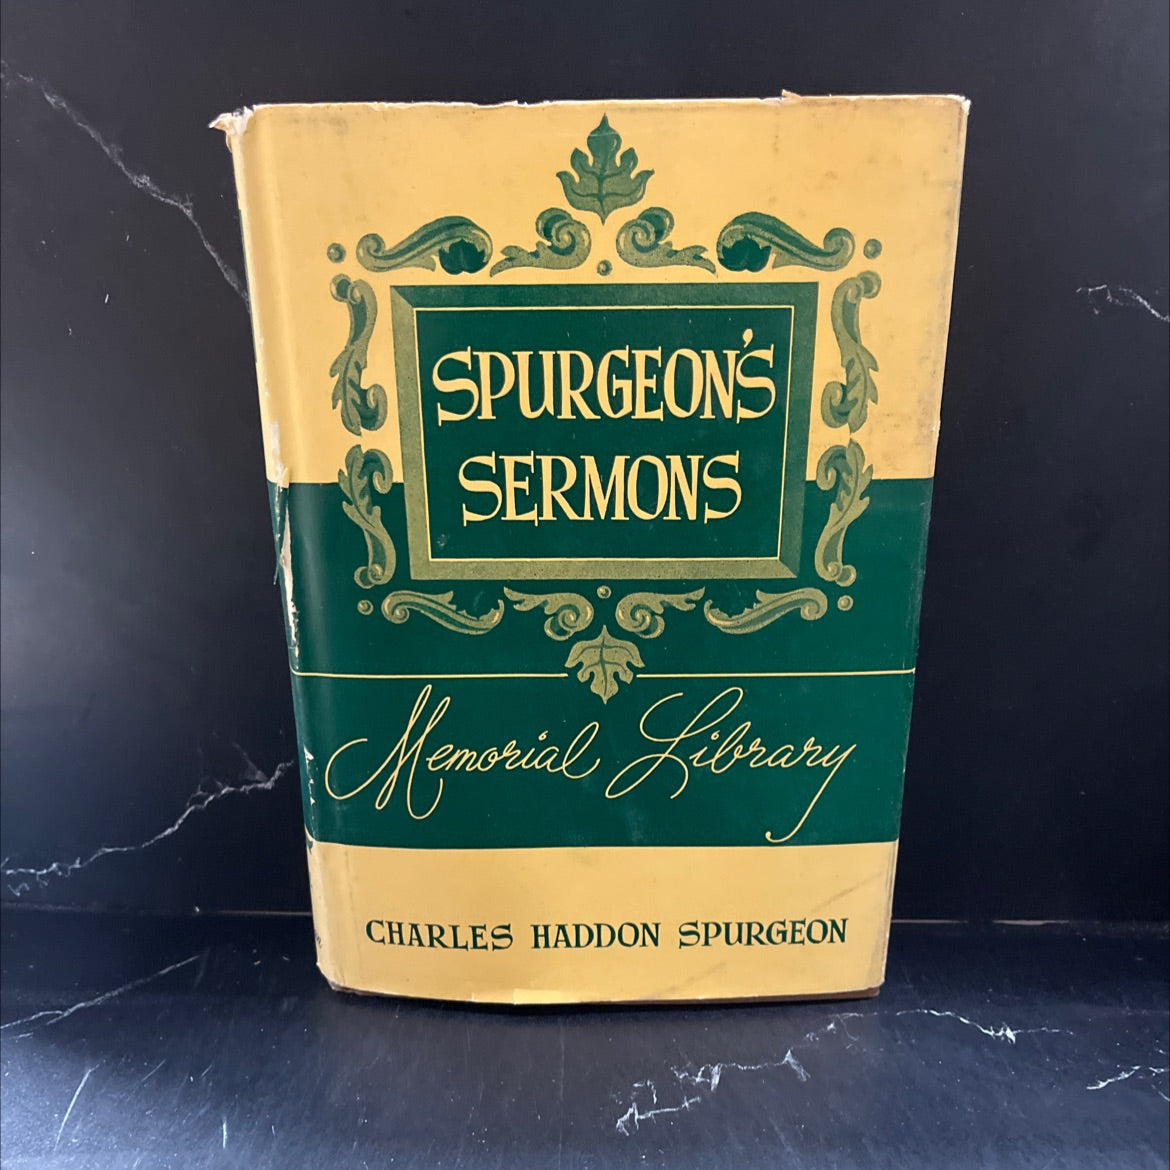 SPURGEON'S
SERMONS
Memorial Library
CHARLES HADDON SPURGEON